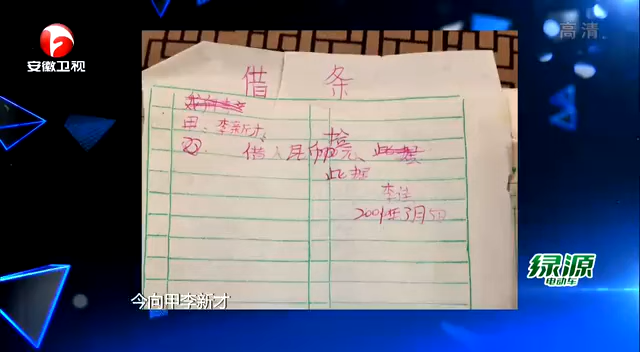 安徽卫视
高清
借条
甲：李新才
借人民币
此据
李
2009年3月5日
绿源
电动车
今向甲李新才